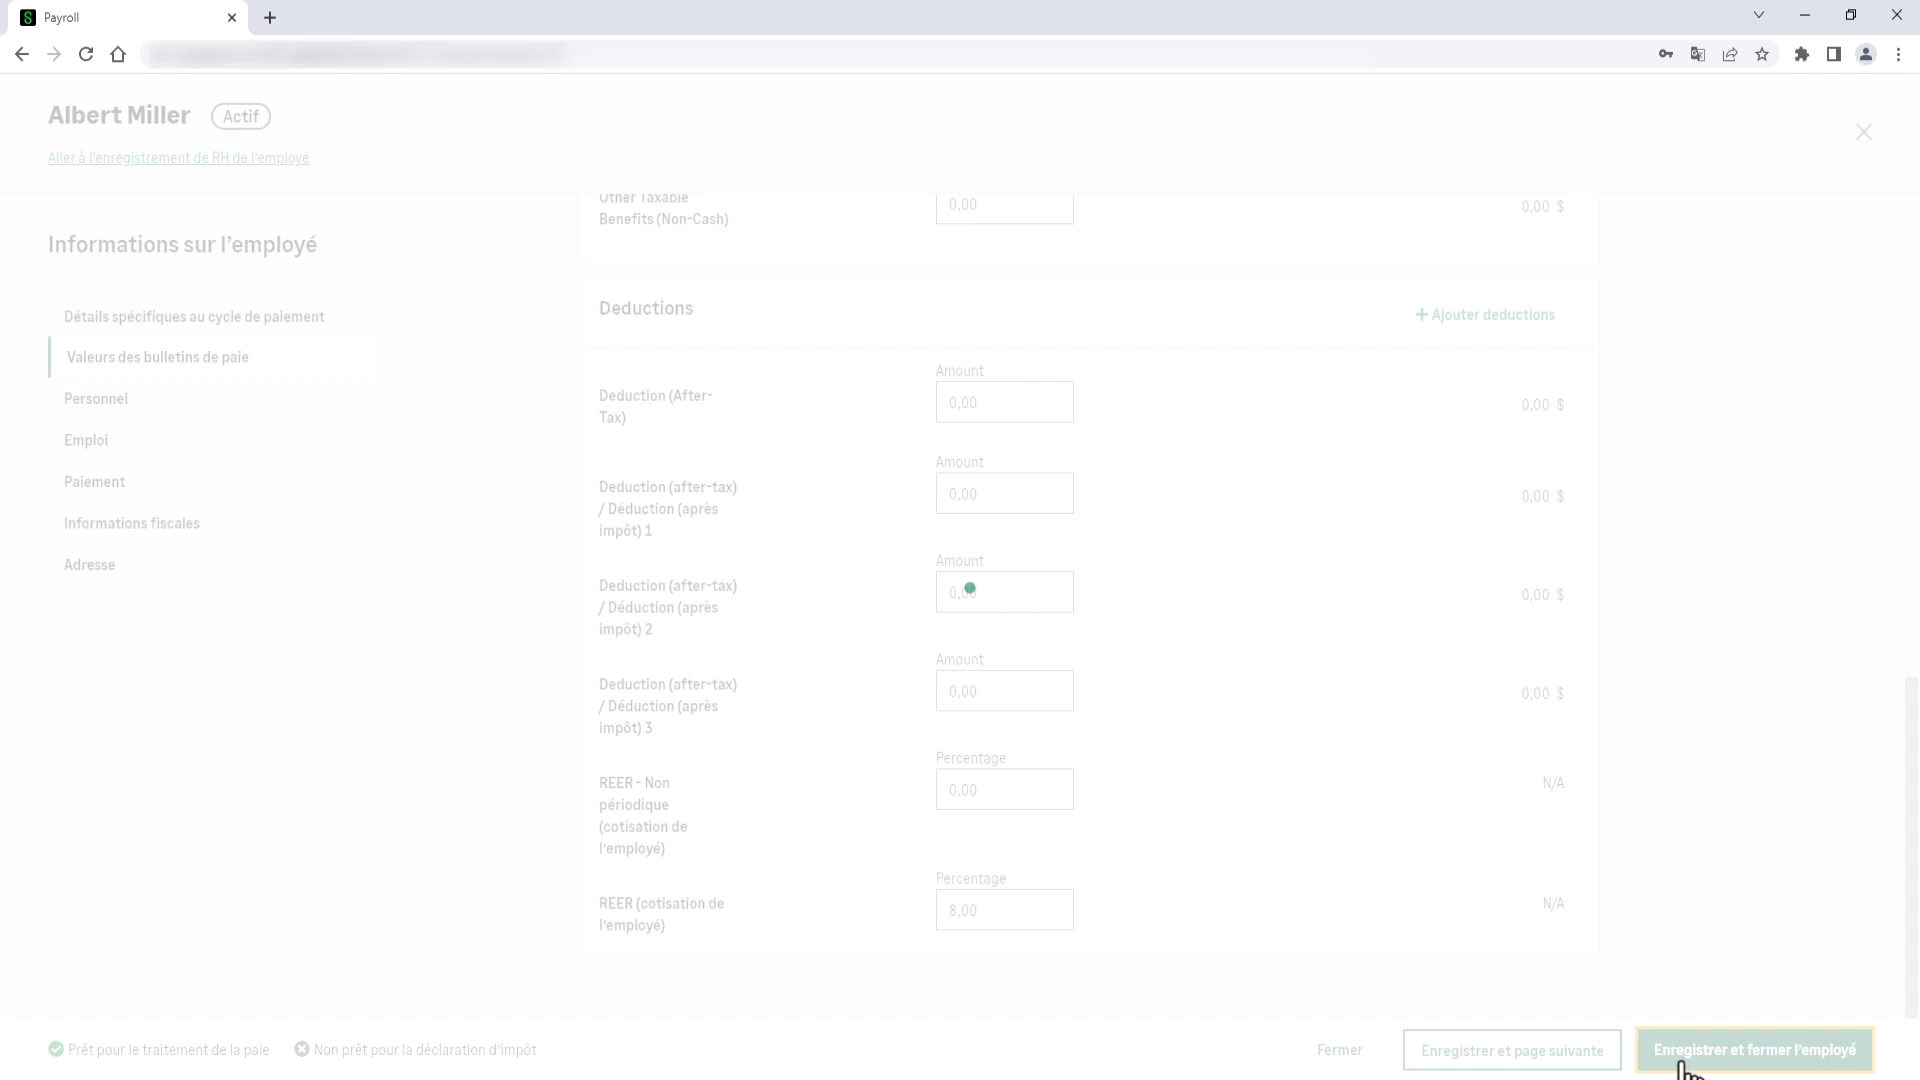 Payroll
Albert Miller
Actif
Aller à l'enregistrement de RH de l'employé
Informations sur l'employé
Détails spécifiques au cycle de paiement
Valeurs des bulletins de paie
Personnel
Emploi
Paiement
Informations fiscales
Adresse
Other Taxable
Benefits (Non-Cash)
0,00
0,00 $
Deductions
+ Ajouter deductions
Amount
Deduction (After-
Tax)
0,00
0,00 $
Amount
Deduction (after-tax)
/ Déduction (après
impôt) 1
0,00
0,00 $
Amount
Deduction (after-tax)
/ Déduction (après
impôt) 2
0,00
0,00 $
Amount
Deduction (after-tax)
/ Déduction (après
impôt) 3
0,00
0,00 $
Percentage
REER - Non
périodique
(cotisation de
l'employé)
0,00
N/A
Percentage
REER (cotisation de
l'employé)
8,00
N/A
Prêt pour le traitement de la paie
Non prêt pour la déclaration d'impôt
Fermer
Enregistrer et page suivante
Enregistrer et fermer l'employé